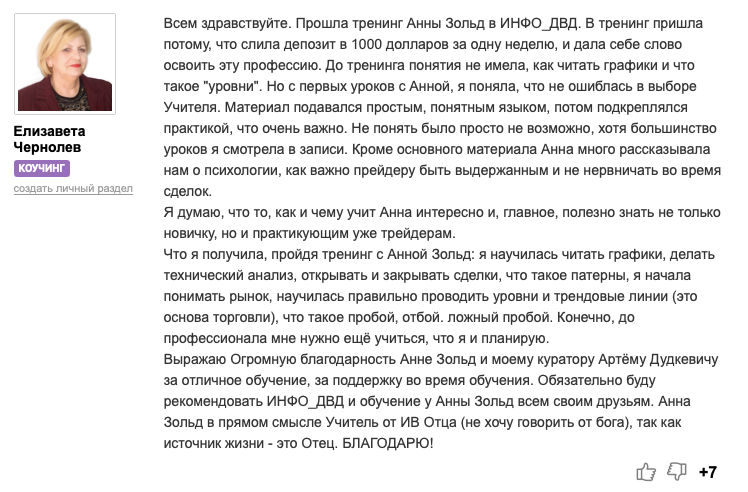 Всем здравствуйте. Прошла тренинг Анны Зольд в ИНФО_ДВД. В тренинг пришла
потому, что слила депозит в 1000 долларов за одну неделю, и дала себе слово
освоить эту профессию. До тренинга понятия не имела, как читать графики и что
такое "уровни". Но с первых уроков с Анной, я поняла, что не ошиблась в выборе
Учителя. Материал подавался простым, понятным языком, потом подкреплялся
практикой, что очень важно. Не понять было просто не возможно, хотя большинство
уроков я смотрела в записи. Кроме основного материала Анна много рассказывала
нам о психологии, как важно прейдеру быть выдержанным и не нервничать во время
сделок.
Я думаю, что то, как и чему учит Анна интересно и, главное, полезно знать не только
новичку, но и практикующим уже трейдерам.
Что я получила, пройдя тренинг с Анной Зольд: я научилась читать графики, делать
технический анализ, открывать и закрывать сделки, что такое патерны, я начала
понимать рынок, научилась правильно проводить уровни и трендовые линии (это
основа торговли), что такое пробой, отбой. ложный пробой. Конечно, до
профессионала мне нужно ещё учиться, что я и планирую.
Выражаю Огромную благодарность Анне Зольд и моему куратору Артёму Дудкевичу
за отличное обучение, за поддержку во время обучения. Обязательно буду
рекомендовать ИНФО_ДВД и обучение у Анны Зольд всем своим друзьям. Анна
Зольд в прямом смысле Учитель от ИВ Отца (не хочу говорить от бога), так как
источник жизни - это Отец. БЛАГОДАРЮ!
Елизавета
Чернолев
КОУЧИНГ
создать личный раздел
+7